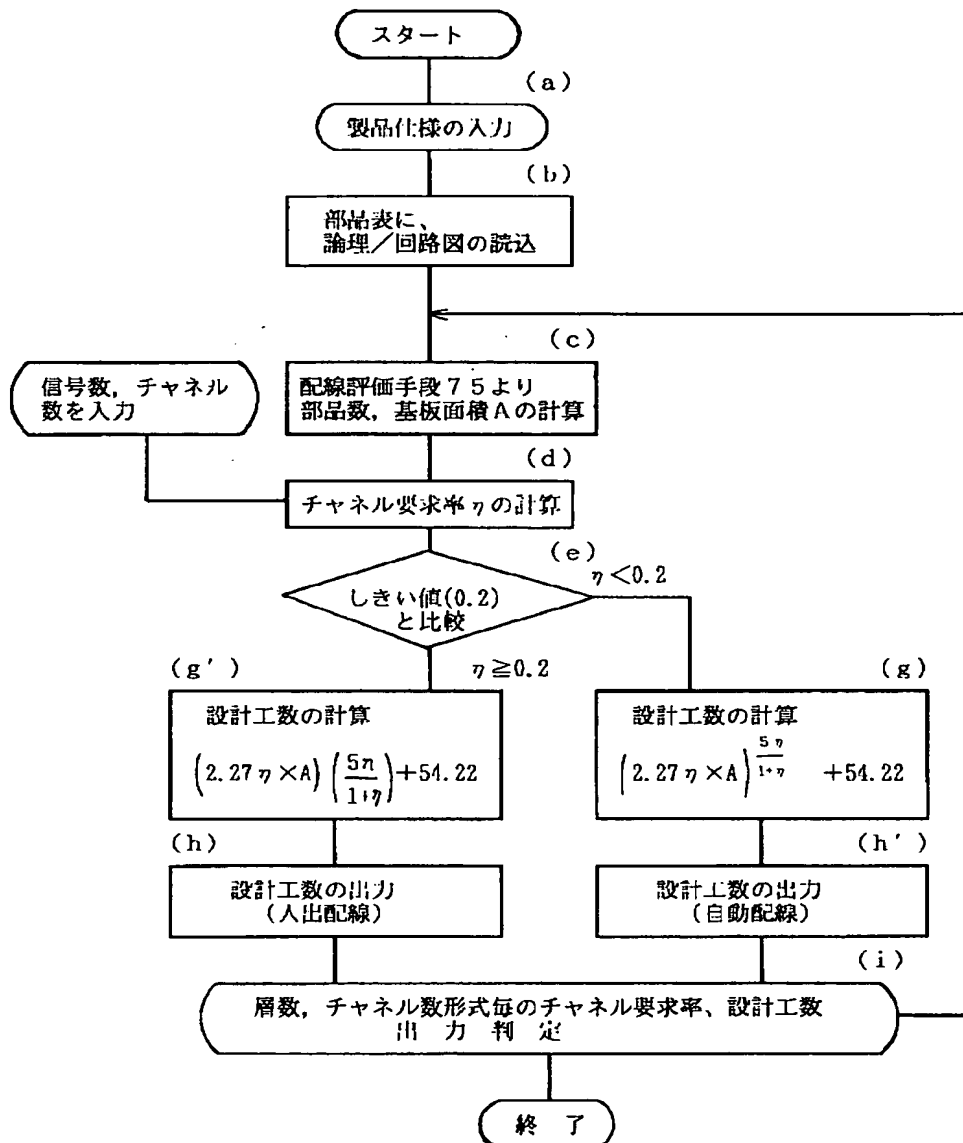 スタート
(a)
製品仕様の入力
(b)
部品表に、
論理／回路図の読込
(c)
信号数，チャネル
数を入力
配線評価手段７５より
部品数，基板面積Ａの計算
(d)
チャネル要求率ηの計算
(e)
η＜0.2
しきい値(0.2)
と比較
η≧0.2
(g')
設計工数の計算
(2.27η×A)(5η/1+η)+54.22
(g)
設計工数の計算
(2.27η×A)^5η/1+η +54.22
(h)
設計工数の出力
(人出配線)
(h')
設計工数の出力
(自動配線)
(i)
層数，チャネル数形式毎のチャネル要求率、設計工数
出力判定
終了